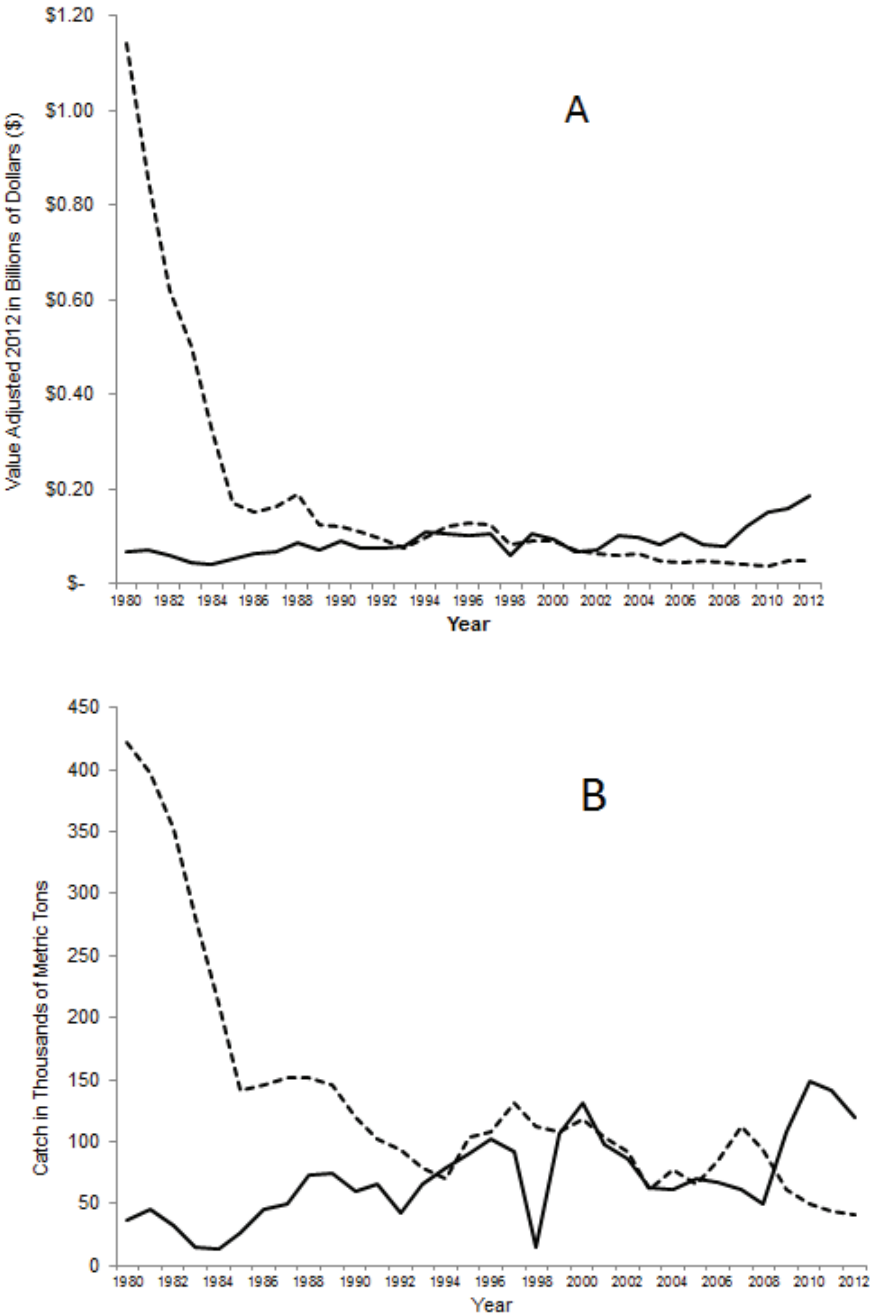 $1.20
A
$1.00
$0.80
$0.60
$0.40
$0.20
$-
Value Adjusted 2012 in Billions of Dollars ($)
1980 1982 1984 1986 1988 1990 1992 1994 1996 1998 2000 2002 2004 2006 2008 2010 2012
Year
450
B
400
350
300
250
200
150
100
50
0
Catch in Thousands of Metric Tons
1980 1982 1984 1986 1988 1990 1992 1994 1996 1998 2000 2002 2004 2006 2008 2010 2012
Year